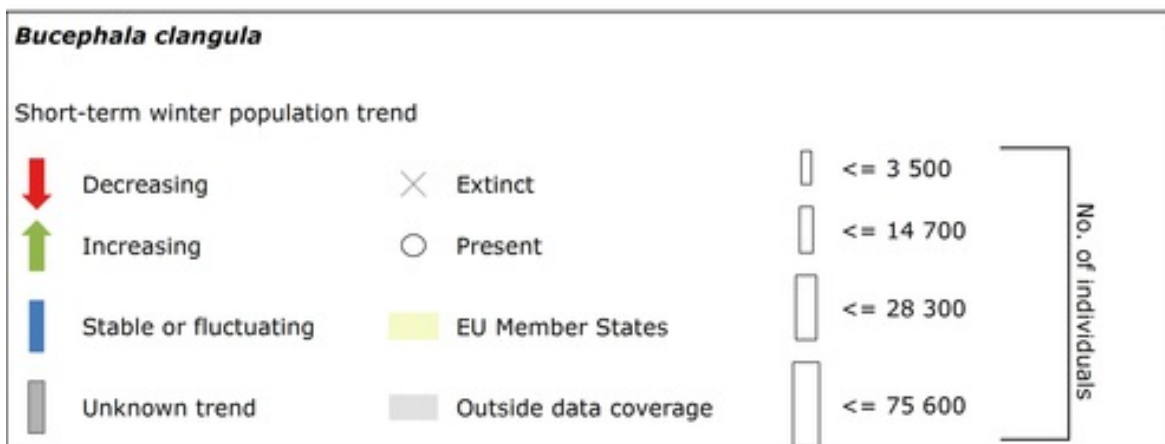 Bucephala clangula
Short-term winter population trend
Decreasing
Increasing
Stable or fluctuating
Unknown trend
Extinct
Present
EU Member States
Outside data coverage
<= 3 500
<= 14 700
<= 28 300
<= 75 600
No. of individuals